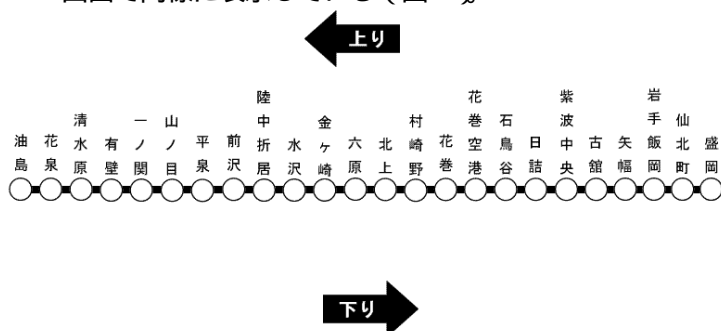 上り
油島
花泉
清水原
有壁
一ノ関
山ノ目
平泉
前沢
陸中折居
水沢
金ヶ崎
六原
北上
村崎野
花巻
花巻空港
石鳥谷
日詰
紫波中央
古舘
矢幅
岩手飯岡
仙北町
盛岡
下り